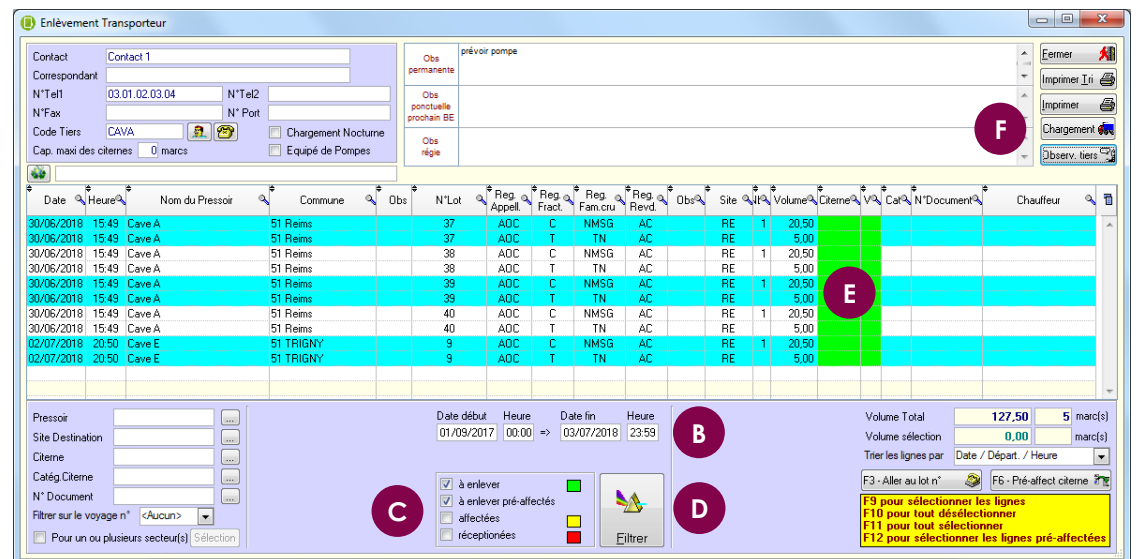 Enlèvement Transporteur
Contact Contact 1
Correspondant
N°Tel1 03.01.02.03.04 N°Tel2
N°Fax N° Port
Code Tiers CAVA Chargement Nocturne
Cap. maxi des citernes 0 marcs Equipé de Pompes
Obs permanente prévoir pompe
Obs ponctuelle prochain BE
Obs régie
Fermer
Imprimer Tri
Imprimer
Chargement
Observ. tiers
F
Date Heure Nom du Pressoir Commune Obs N°Lot Reg. Appell. Reg. Fract. Reg. Fam.cru Reg. Revd. Obs Site Volume Citerne V Cat N°Document Chauffeur
30/06/2018 15:49 Cave A 51 Reims 37 AOC C NMSG AC RE 1 20,50
30/06/2018 15:49 Cave A 51 Reims 37 AOC T TN AC RE 5,00
30/06/2018 15:49 Cave A 51 Reims 38 AOC C NMSG AC RE 1 20,50
30/06/2018 15:49 Cave A 51 Reims 38 AOC T TN AC RE 5,00
30/06/2018 15:49 Cave A 51 Reims 39 AOC C NMSG AC RE 1 20,50
30/06/2018 15:49 Cave A 51 Reims 39 AOC T TN AC RE 5,00
30/06/2018 15:49 Cave A 51 Reims 40 AOC C NMSG AC RE 1 20,50
30/06/2018 15:49 Cave A 51 Reims 40 AOC T TN AC RE 5,00
02/07/2018 20:50 Cave E 51 TRIGNY 9 AOC C NMSG AC RE 1 20,50
02/07/2018 20:50 Cave E 51 TRIGNY 9 AOC T TN AC RE 5,00
E
Pressoir ...
Site Destination ...
Citerne ...
Catég.Citerne ...
N° Document ...
Filtrer sur le voyage n° <Aucun>
Pour un ou plusieurs secteur(s) Sélection
Date début Heure Date fin Heure
01/09/2017 00:00 => 03/07/2018 23:59
B
C
à enlever
à enlever pré-affectés
affectées
réceptionées
Filtrer
D
Volume Total 127,50 5 marc(s)
Volume sélection 0,00 marc(s)
Trier les lignes par Date / Départ. / Heure
F3 - Aller au lot n° F6 - Pré-affect citerne
F9 pour sélectionner les lignes
F10 pour tout désélectionner
F11 pour tout sélectionner
F12 pour sélectionner les lignes pré-affectées